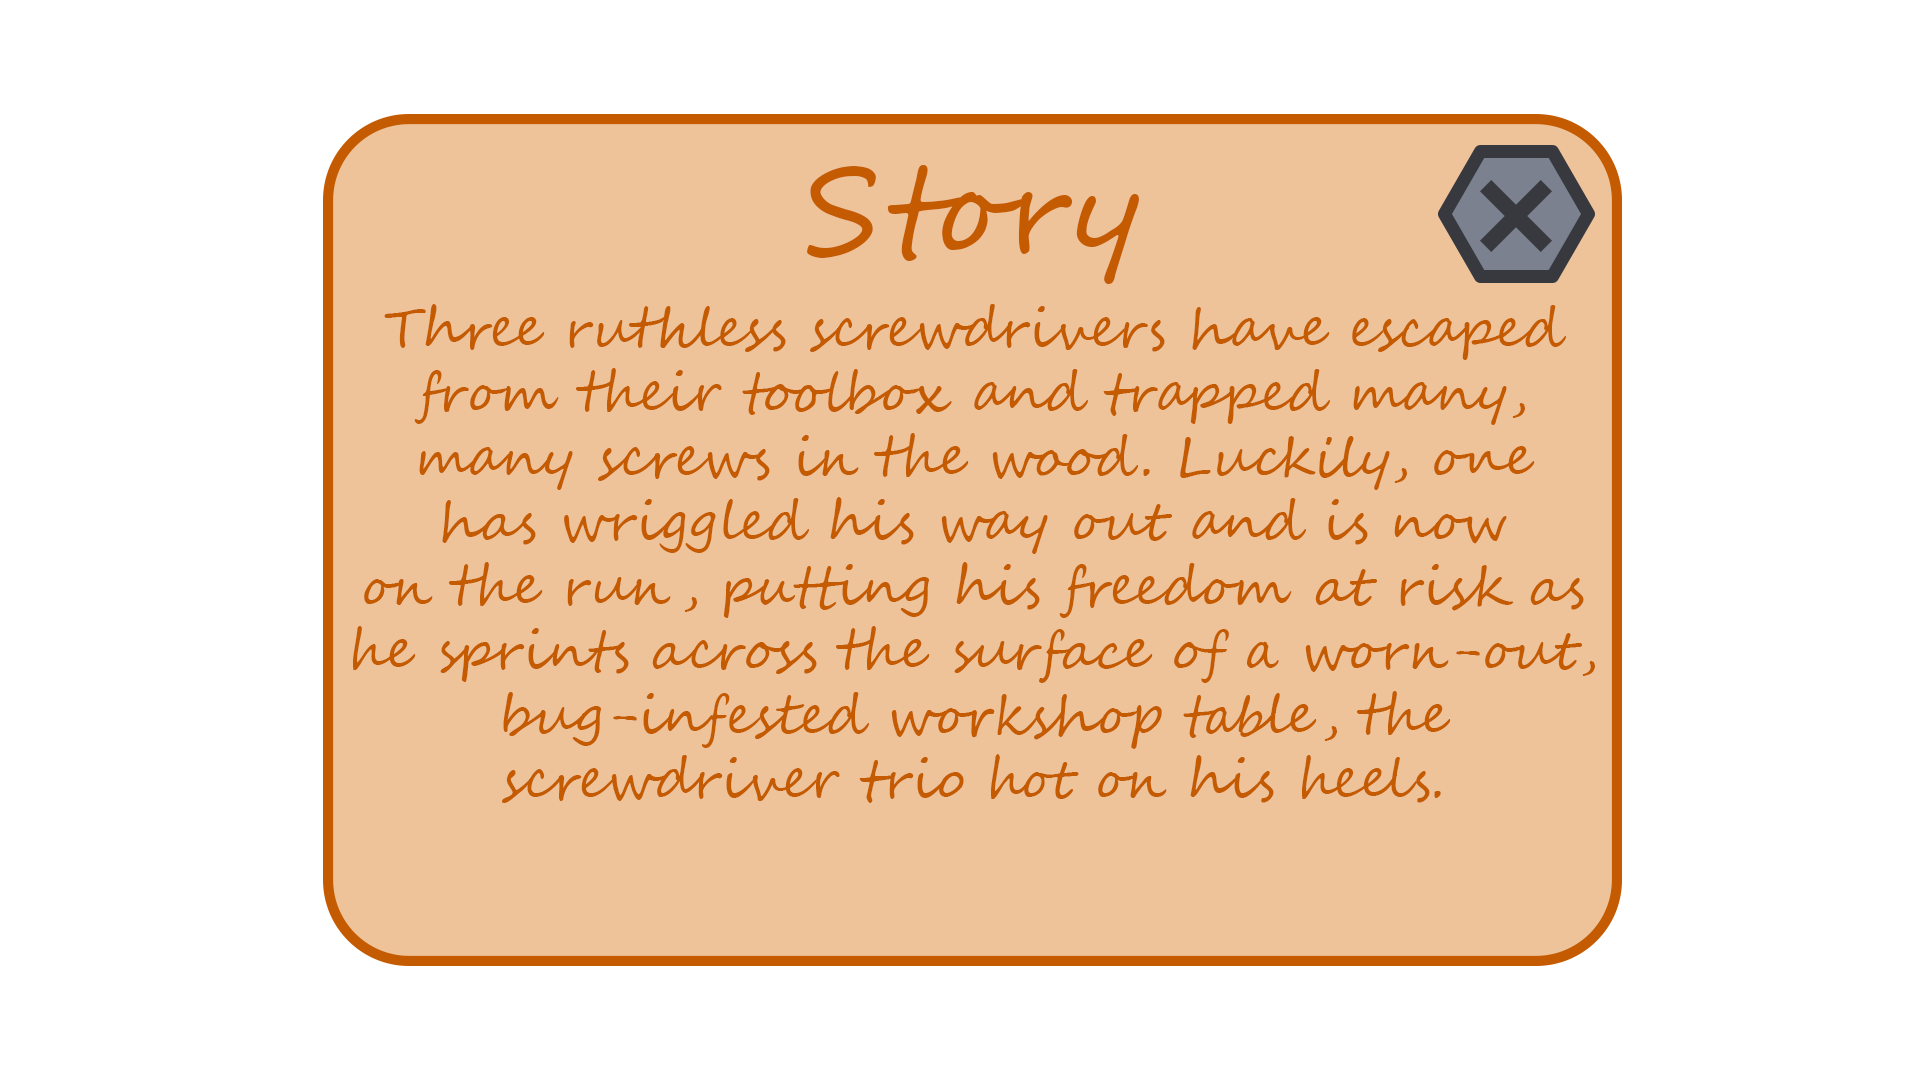 Story
Three ruthless screwdrivers have escaped
from their toolbox and trapped many,
many screws in the wood. Luckily, one
has wriggled his way out and is now
on the run, putting his freedom at risk as
he sprints across the surface of a worn-out,
bug-infested workshop table, the
screwdriver trio hot on his heels.